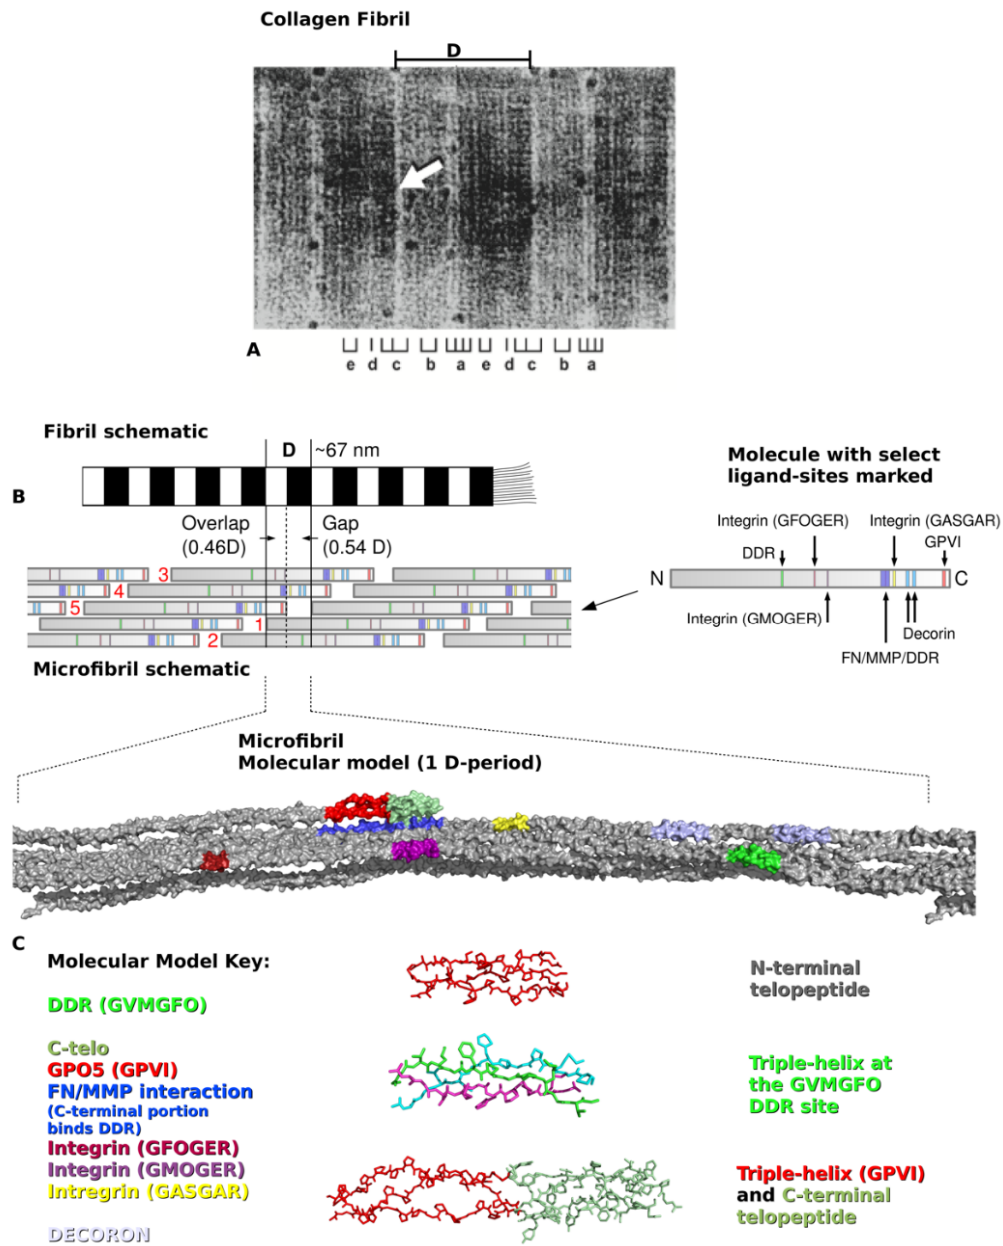 Collagen Fibril
D
A
e d c b a e d c b a
Fibril schematic
D ~67 nm
B
Overlap
(0.46D)
Gap
(0.54 D)
3
4
5
1
2
Microfibril schematic
Molecule with select
ligand-sites marked
Integrin (GFOGER) Integrin (GASGAR)
DDR GPVI
N C
Integrin (GMOGER)
Decorin
FN/MMP/DDR
Microfibril
Molecular model (1 D-period)
C
Molecular Model Key:
DDR (GVMGFO)
C-telo
GPO5 (GPVI)
FN/MMP interaction
(C-terminal portion
binds DDR)
Integrin (GFOGER)
Integrin (GMOGER)
Intregrin (GASGAR)
DECORON
N-terminal
telopeptide
Triple-helix at
the GVMGFO
DDR site
Triple-helix (GPVI)
and C-terminal
telopeptide